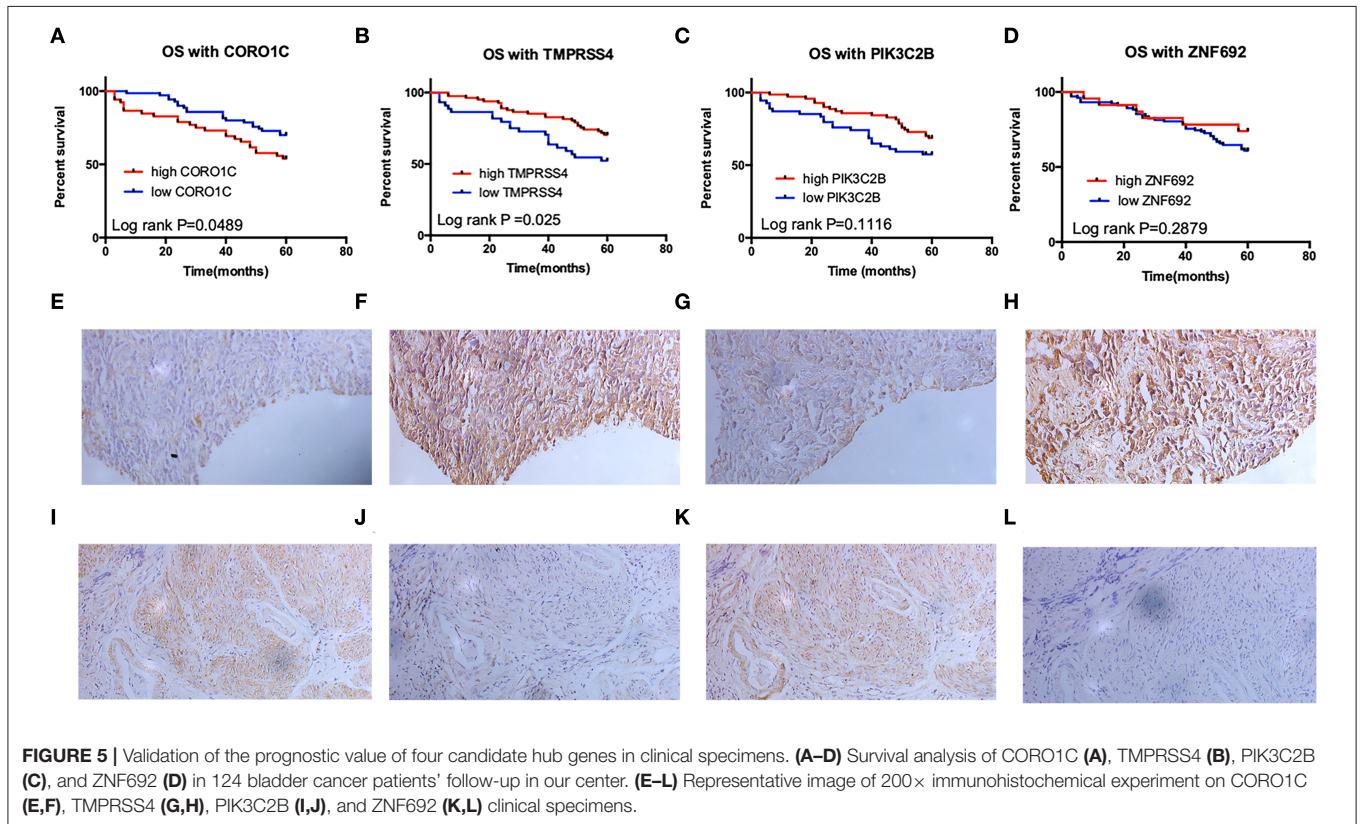 A
B
C
D
OS with CORO1C
OS with TMPRSS4
OS with PIK3C2B
OS with ZNF692
Percent survival
100
50
0
high CORO1C
low CORO1C
Log rank P=0.0489
0 20 40 60 80
Time(months)
Percent survival
100
50
0
high TMPRSS4
low TMPRSS4
Log rank P =0.025
0 20 40 60 80
Time(months)
Percent survival
100
50
0
high PIK3C2B
low PIK3C2B
Log rank P=0.1116
0 20 40 60 80
Time (months)
Percent survival
100
50
0
high ZNF692
low ZNF692
Log rank P=0.2879
0 20 40 60 80
Time(months)
E
F
G
H
I
J
K
L
FIGURE 5 | Validation of the prognostic value of four candidate hub genes in clinical specimens. (A–D) Survival analysis of CORO1C (A), TMPRSS4 (B), PIK3C2B
(C), and ZNF692 (D) in 124 bladder cancer patients' follow-up in our center. (E–L) Representative image of 200× immunohistochemical experiment on CORO1C
(E,F), TMPRSS4 (G,H), PIK3C2B (I,J), and ZNF692 (K,L) clinical specimens.